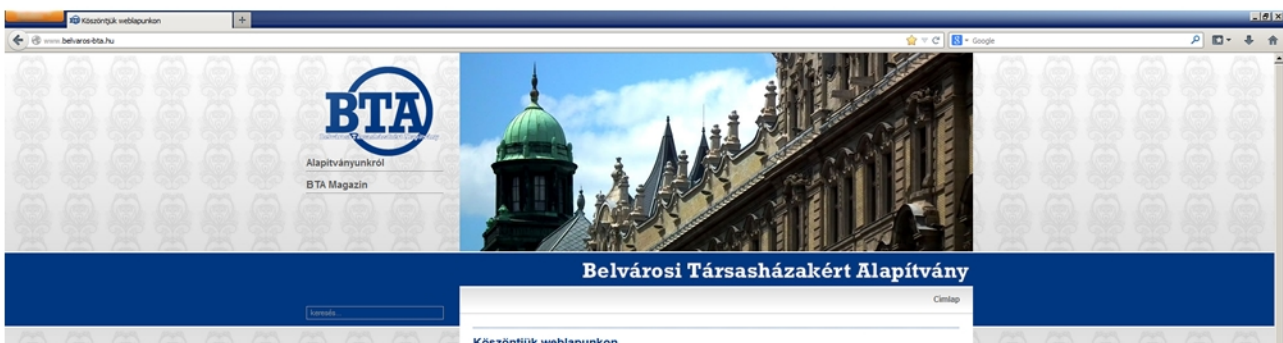 Köszöntjük weblapunkon
www.belvaros-bta.hu
Google
BTA
Alapítványunkról
BTA Magazin
Belvárosi Társasházakért Alapítvány
Címlap
keresés...
Köszöntjük weblapunkon